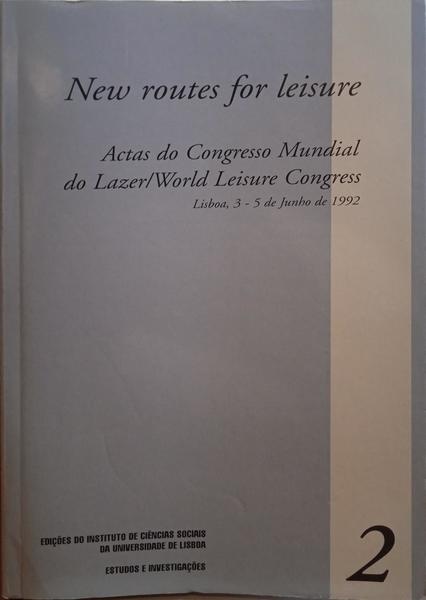 New routes for leisure
Actas do Congresso Mundial
do Lazer/World Leisure Congress
Lisboa, 3 - 5 de Junho de 1992
EDIÇÕES DO INSTITUTO DE CIÊNCIAS SOCIAIS
DA UNIVERSIDADE DE LISBOA
ESTUDOS E INVESTIGAÇÕES
2